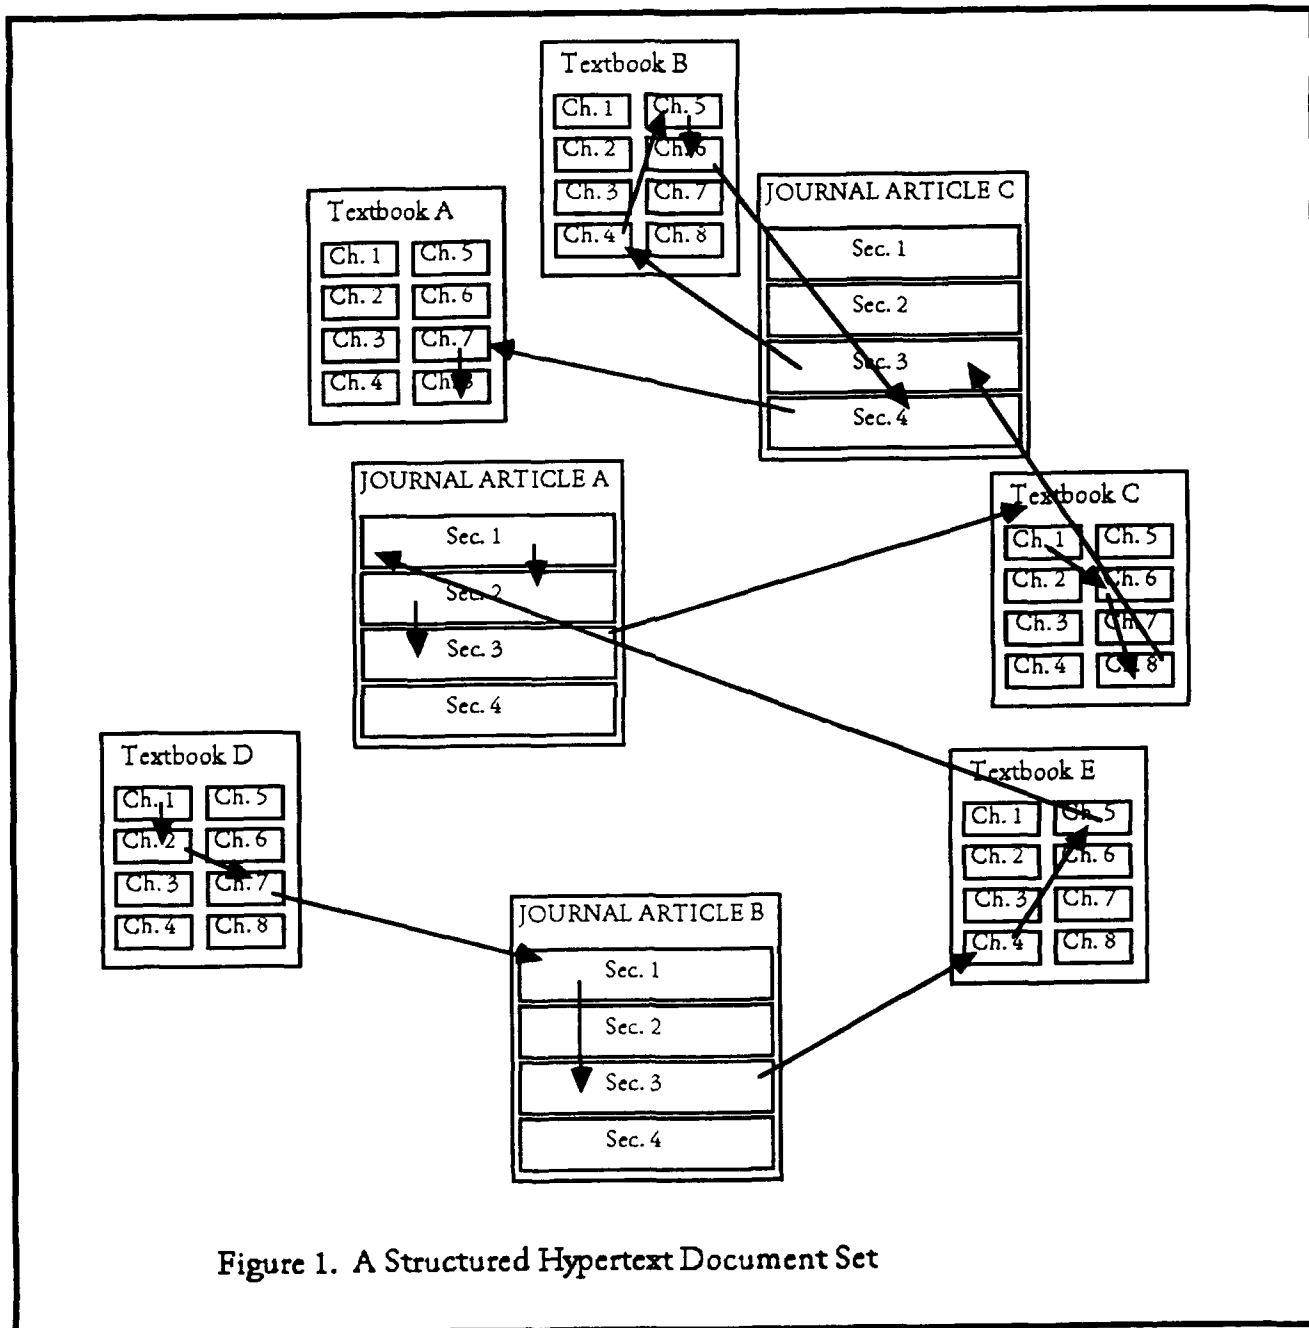 Textbook B
Ch. 1 Ch. 5
Ch. 2 Ch. 6
Ch. 3 Ch. 7
Ch. 4 Ch. 8
JOURNAL ARTICLE C
Sec. 1
Sec. 2
Sec. 3
Sec. 4
Textbook A
Ch. 1 Ch. 5
Ch. 2 Ch. 6
Ch. 3 Ch. 7
Ch. 4 Ch. 8
JOURNAL ARTICLE A
Sec. 1
Sec. 2
Sec. 3
Sec. 4
Textbook C
Ch. 1 Ch. 5
Ch. 2 Ch. 6
Ch. 3 Ch. 7
Ch. 4 Ch. 8
Textbook D
Ch. 1 Ch. 5
Ch. 2 Ch. 6
Ch. 3 Ch. 7
Ch. 4 Ch. 8
Textbook E
Ch. 1 Ch. 5
Ch. 2 Ch. 6
Ch. 3 Ch. 7
Ch. 4 Ch. 8
JOURNAL ARTICLE B
Sec. 1
Sec. 2
Sec. 3
Sec. 4
Figure 1. A Structured Hypertext Document Set